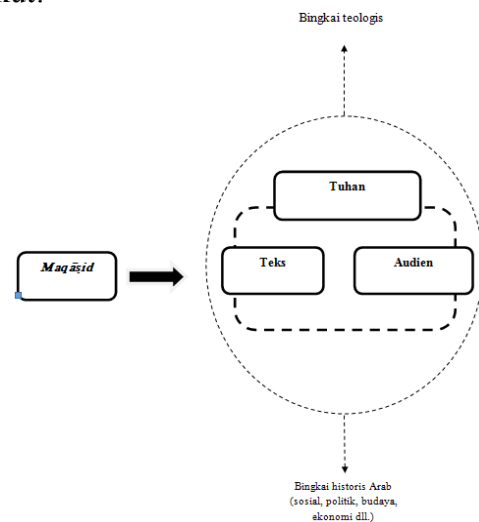 Bingkai teologis
Tuhan
Maqāṣid
Teks
Audien
Bingkai historis Arab
(sosial, politik, budaya,
ekonomi dll.)